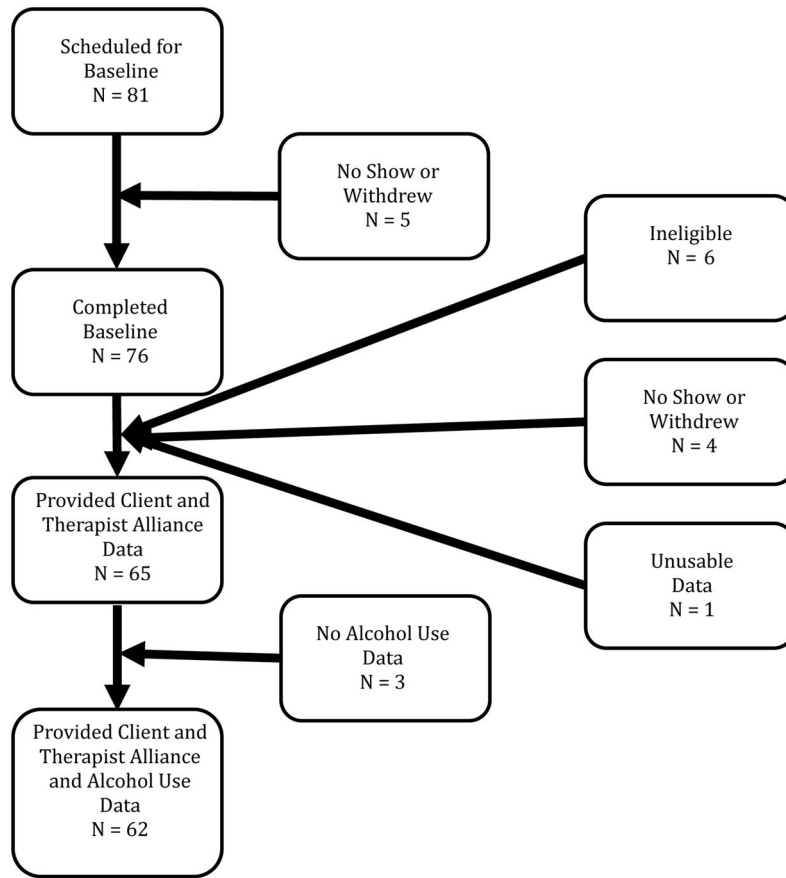 Scheduled for
Baseline
N = 81
No Show or
Withdrew
N = 5
Ineligible
N = 6
Completed
Baseline
N = 76
No Show or
Withdrew
N = 4
Provided Client and
Therapist Alliance
Data
N = 65
Unusable
Data
N = 1
No Alcohol Use
Data
N = 3
Provided Client and
Therapist Alliance
and Alcohol Use
Data
N = 62